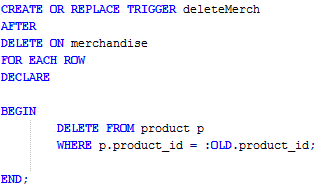 CREATE OR REPLACE TRIGGER deleteMerch
AFTER
DELETE ON merchandise
FOR EACH ROW
DECLARE
BEGIN
DELETE FROM product p
WHERE p.product_id = :OLD.product_id;
END;